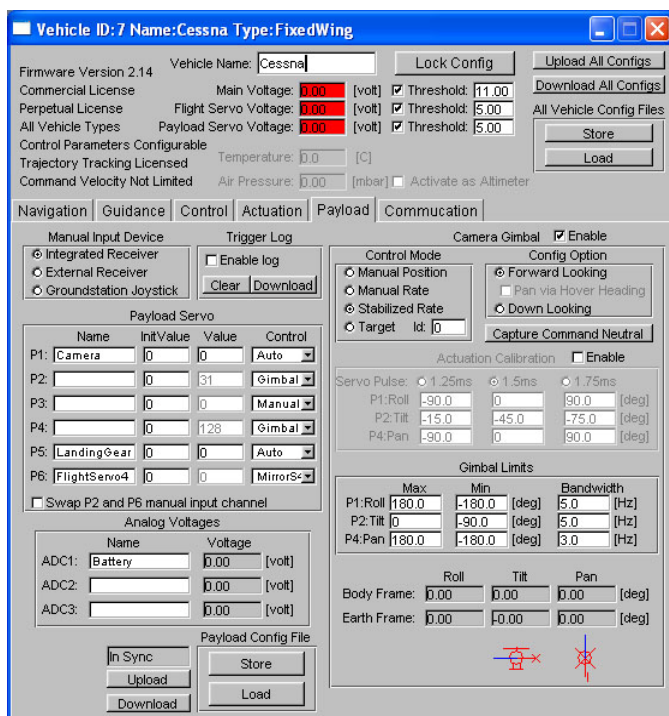 Vehicle ID:7 Name:Cessna Type:FixedWing
Vehicle Name: Cessna Lock Config Upload All Configs
Firmware Version 2.14
Commercial License Main Voltage: 0.00 [volt] Threshold: 11.00 Download All Configs
Perpetual License Flight Servo Voltage: 0.00 [volt] Threshold: 5.00 All Vehicle Config Files
All Vehicle Types Payload Servo Voltage: 0.00 [volt] Threshold: 5.00 Store
Control Parameters Configurable
Trajectory Tracking Licensed Temperature: 0.0 [C] Load
Command Velocity Not Limited Air Pressure: 0.00 [mbar] Activate as Altimeter
Navigation Guidance Control Actuation Payload Commucation
Manual Input Device
Integrated Receiver
External Receiver
Groundstation Joystick
Trigger Log
Enable log
Clear Download
Payload Servo
Name InitValue Value Control
P1: Camera 0 0 Auto
P2: 31 Gimbal
P3: 0 Manual
P4: 128 Gimbal
P5: LandingGear 0 0 Auto
P6: FlightServo4 0 0 MirrorS4
Swap P2 and P6 manual input channel
Analog Voltages
Name Voltage
ADC1: Battery 0.00 [volt]
ADC2: 0.00 [volt]
ADC3: 0.00 [volt]
In Sync
Upload
Download
Payload Config File
Store
Load
Camera Gimbal Enable
Control Mode
Manual Position
Manual Rate
Stabilized Rate
Target Id: 0
Config Option
Forward Looking
Pan via Hover Heading
Down Looking
Capture Command Neutral
Actuation Calibration Enable
Servo Pulse: 1.25ms 1.5ms 1.75ms
P1:Roll -90.0 0 90.0 [deg]
P2:Tilt -15.0 -45.0 -75.0 [deg]
P4:Pan -90.0 0 90.0 [deg]
Gimbal Limits
Max Min Bandwidth
P1:Roll 180.0 -180.0 [deg] 5.0 [Hz]
P2:Tilt 0 -90.0 [deg] 5.0 [Hz]
P4:Pan 180.0 -180.0 [deg] 3.0 [Hz]
Roll Tilt Pan
Body Frame: 0.00 0.00 0.00 [deg]
Earth Frame: 0.00 -0.00 0.00 [deg]